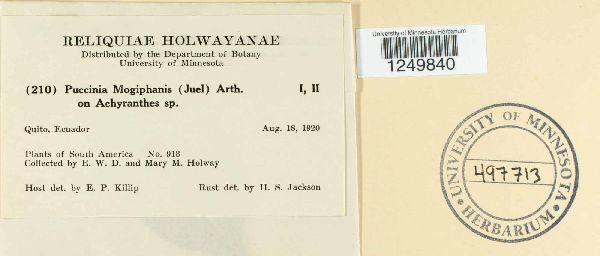 RELIQUIAE HOLWAYANAE
Distributed by the Department of Botany
University of Minnesota
(210) Puccinia Mogiphanis (Juel) Arth. I, II
on Achyranthes sp.
Quito, Ecuador Aug. 18, 1920
Plants of South America No. 913
Collected by E. W. D. and Mary M. Holway
Host det. by E. P. Killip Rust det. by H. S. Jackson
University of Minnesota Herbarium
1249840
UNIVERSITY OF MINNESOTA
497713
HERBARIUM